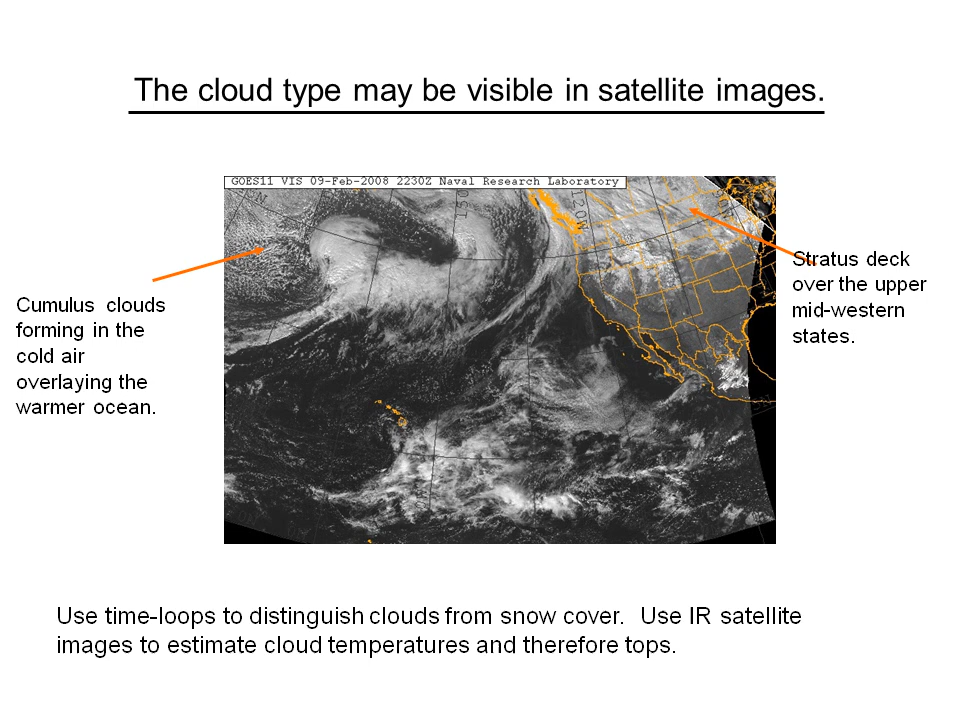 The cloud type may be visible in satellite images.
GOES11 VIS 09-Feb-2008 2230Z Naval Research Laboratory
120W
Cumulus clouds
forming in the
cold air
overlaying the
warmer ocean.
Stratus deck
over the upper
mid-western
states.
Use time-loops to distinguish clouds from snow cover. Use IR satellite
images to estimate cloud temperatures and therefore tops.